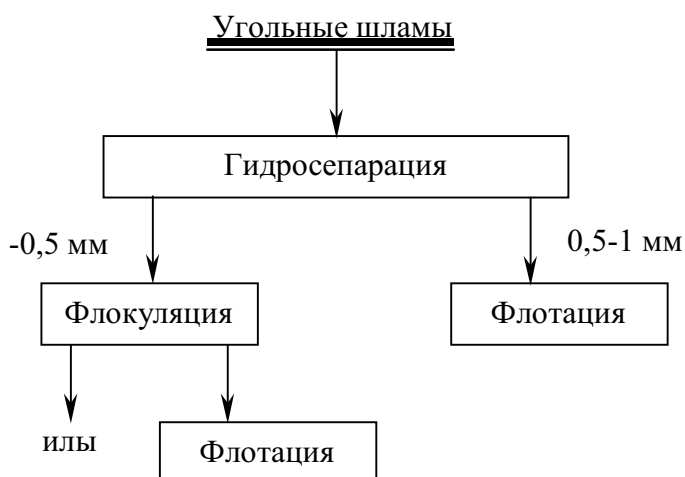 Угольные шламы
Гидросепарация
-0,5 мм
0,5-1 мм
Флокуляция
Флотация
илы
Флотация